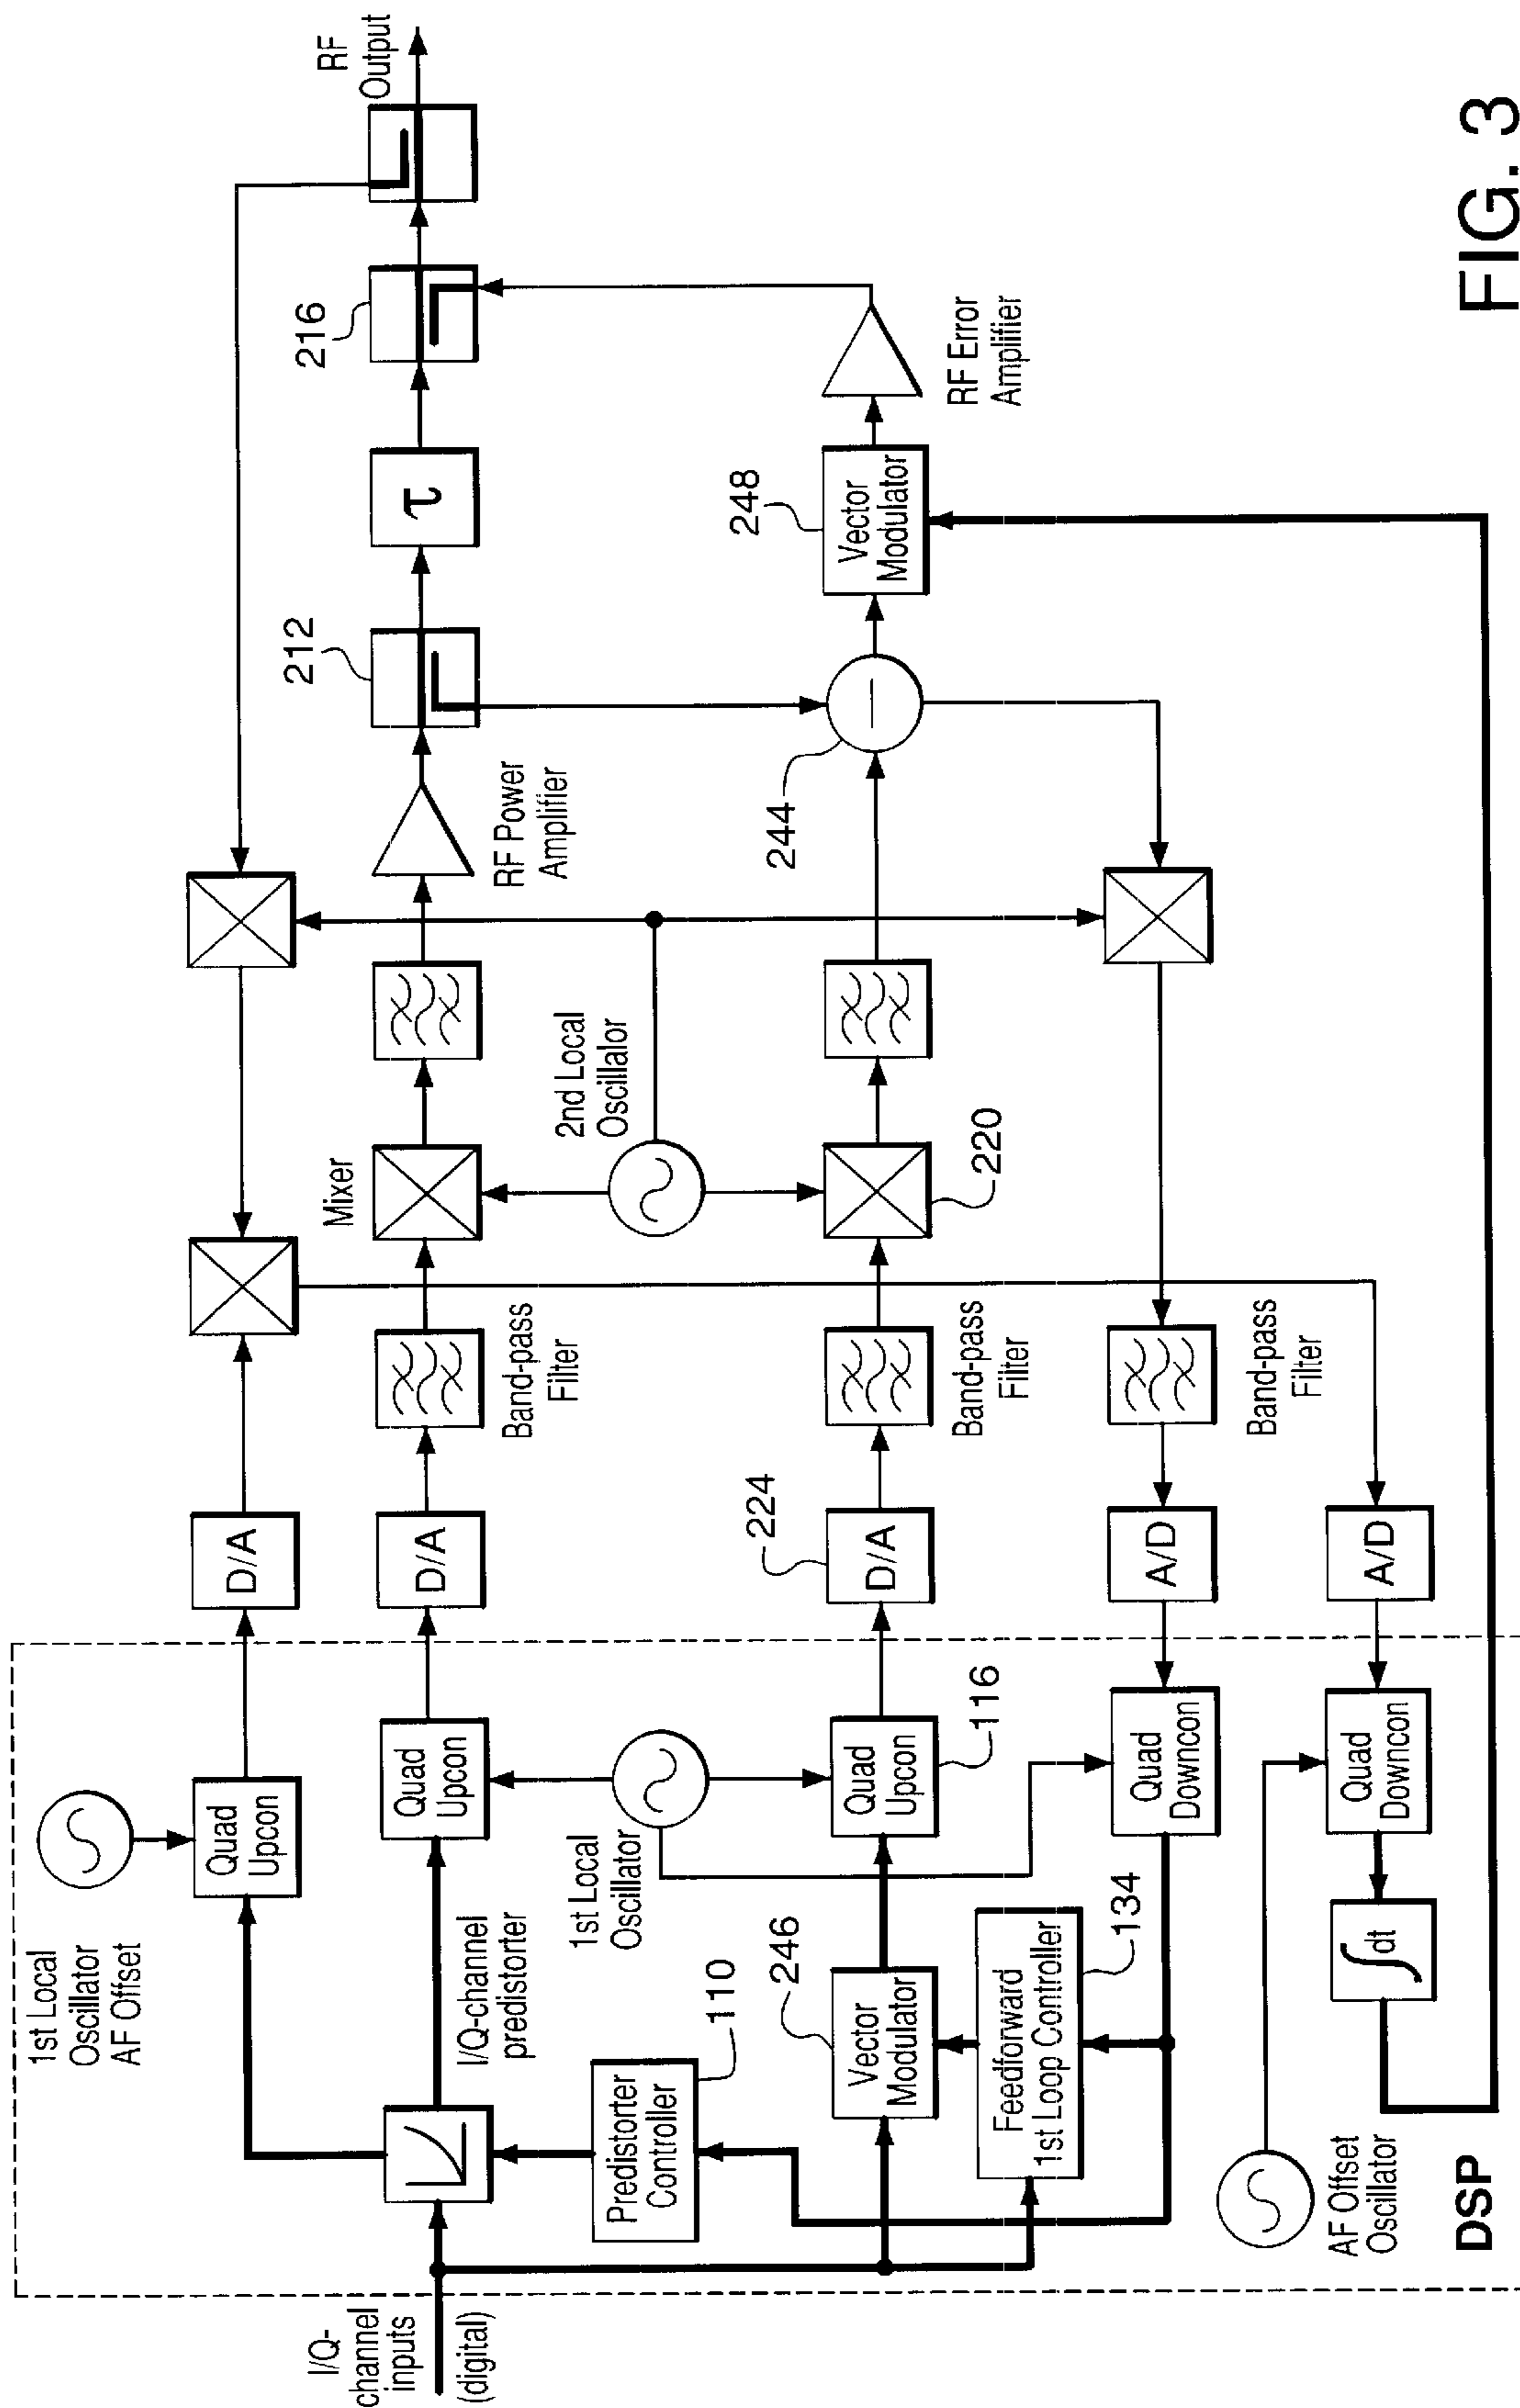 RF
Output
216
RF Error
Amplifier
τ
248
Vector
Modulator
212
RF Power
Amplifier
244
2nd Local
Oscillalor
Mixer
220
Band-pass
Filter
Band-pass
Filter
Band-pass
Filter
D/A
D/A
224
D/A
A/D
A/D
1st Local
Oscillator
AF Offset
Quad
Upcon
Quad
Upcon
I/Q-channel
predistorter
1st Local
Oscillator
Quad
Upcon
116
Quad
Downcon
Quad
Downcon
Predistorter
Controller
110
246
Vector
Modulator
Feedforward
1st Loop Controller
134
∫dt
AF Offset
Oscillator
DSP
I/Q-
channel
inputs
(digital)
FIG. 3